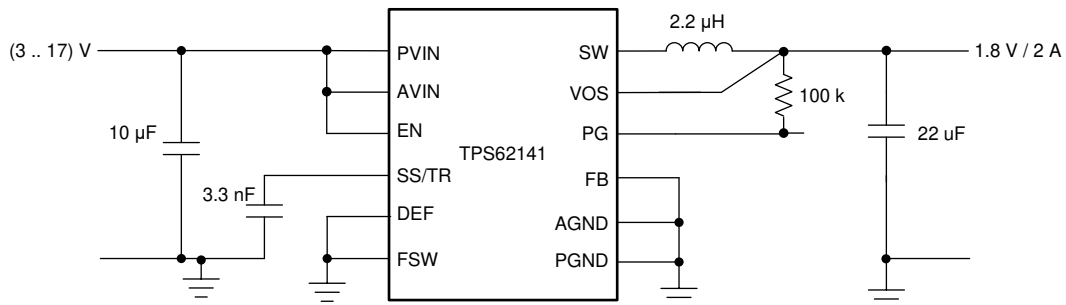 2.2 µH
(3 .. 17) V
PVIN
SW
1.8 V / 2 A
AVIN
VOS
100 k
10 µF
EN
PG
22 uF
TPS62141
3.3 nF
SS/TR
FB
DEF
AGND
FSW
PGND